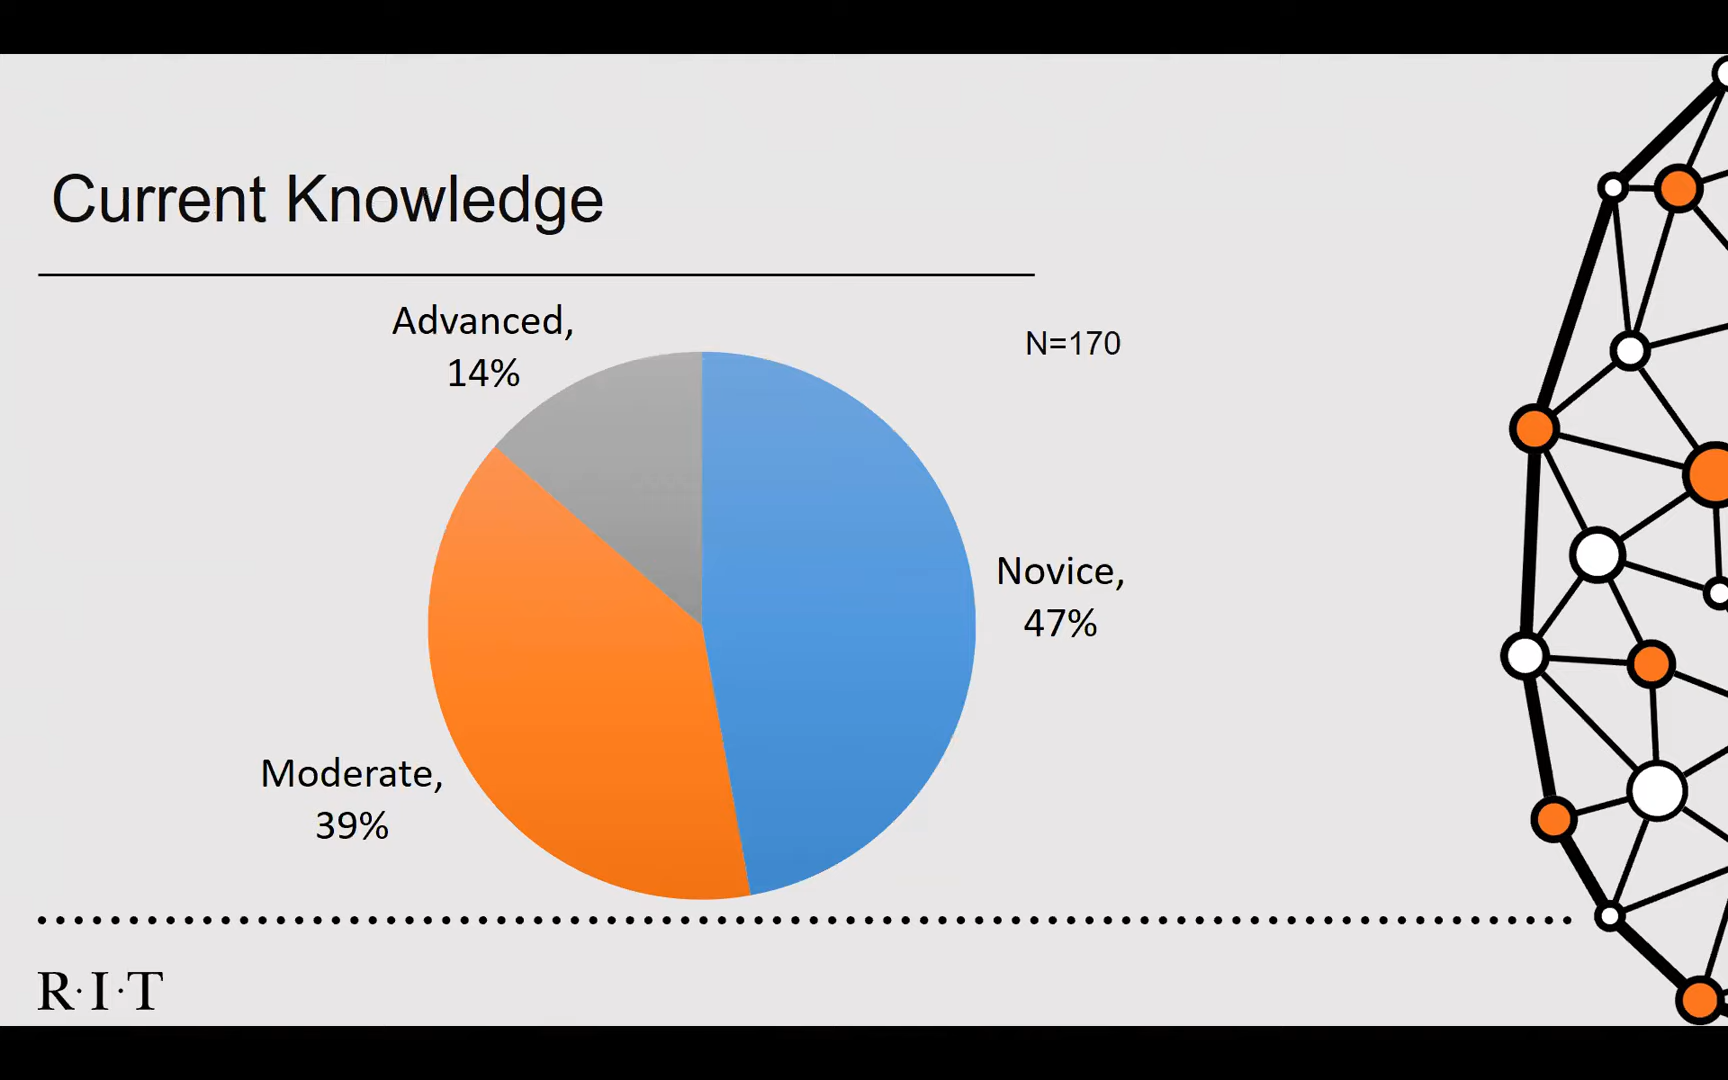 Current Knowledge
Advanced,
14%
N=170
Novice,
47%
Moderate,
39%
R·I·T